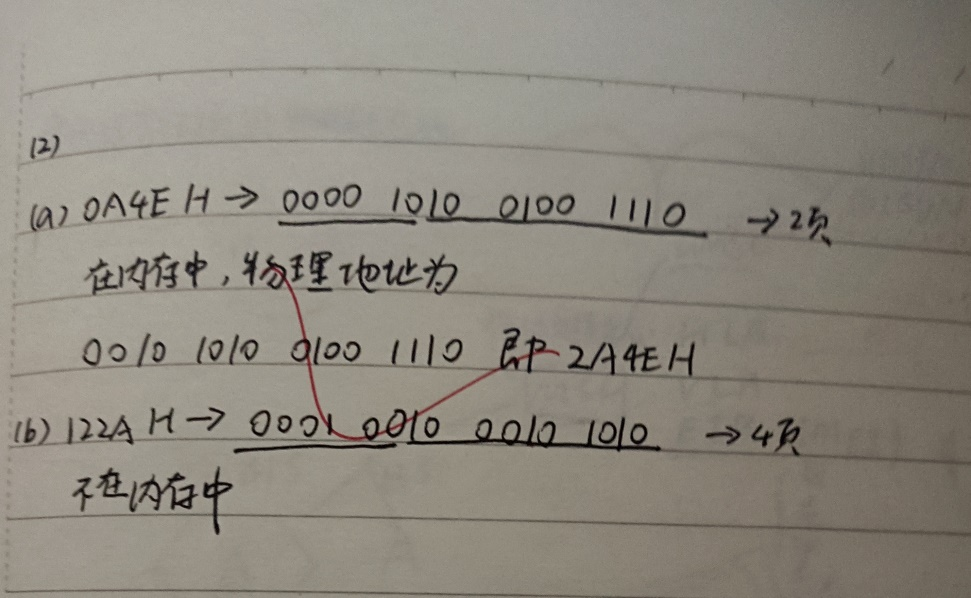 (2)
(a) 0A4E H → 0000 1010 0100 1110 → 2页
在内存中，物理地址为
0010 1010 0100 1110 即 2A4E H
(b) 122A H → 0001 0010 0010 1010 → 4页
不在内存中